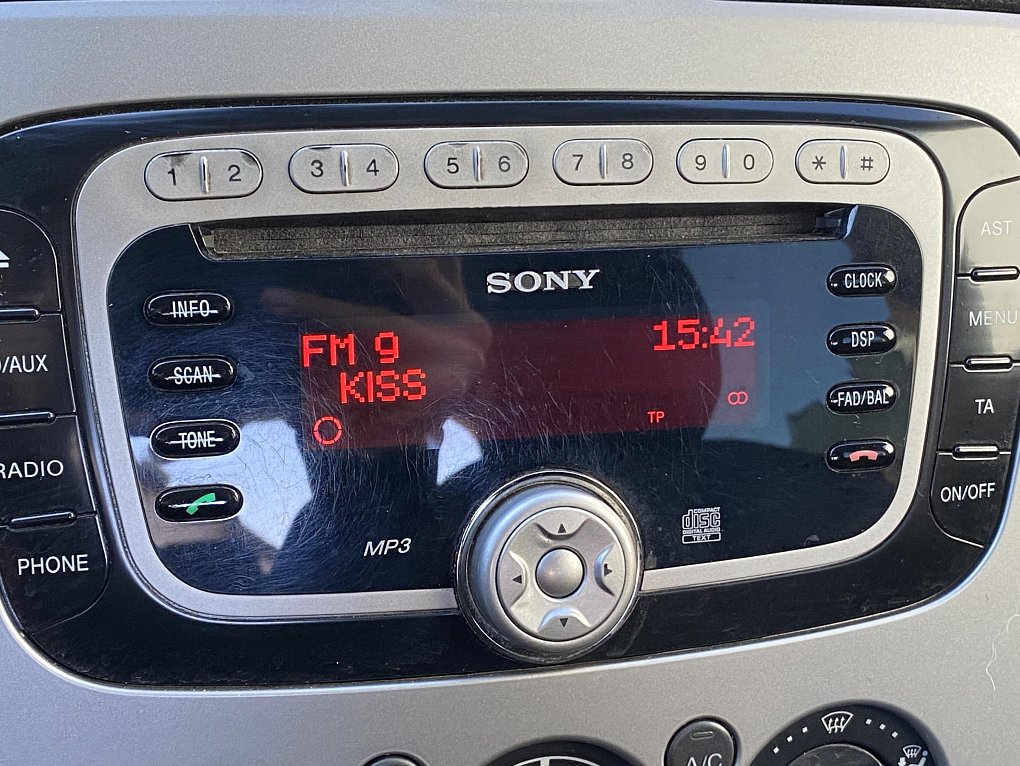 1 2 3 4 5 6 7 8 9 0 * #
SONY
INFO
SCAN
TONE
FM 9 15:42
KISS
TP
CLOCK
DSP
FAD/BAL
MP3
COMPACT
disc
DIGITAL AUDIO
TEXT
/AUX
RADIO
PHONE
AST
MENU
TA
ON/OFF
A/C